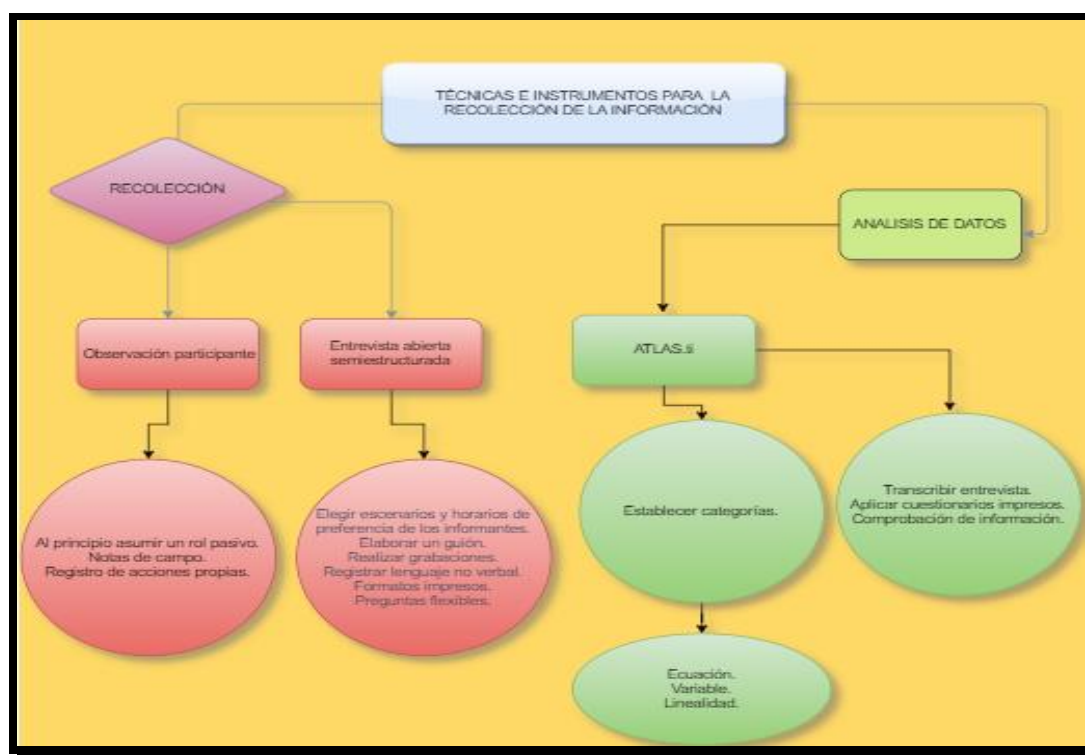 TÉCNICAS E INSTRUMENTOS PARA LA
RECOLECCIÓN DE LA INFORMACIÓN
RECOLECCIÓN
ANALISIS DE DATOS
Observación participante
Entrevista abierta
semiestructurada
ATLAS.ti
Al principio asumir un rol pasivo.
Notas de campo.
Registro de acciones propias.
Elegir escenarios y horarios de
preferencia de los informantes.
Elaborar un guión.
Realizar grabaciones.
Registrar lenguaje no verbal.
Formatos impresos.
Preguntas flexibles.
Establecer categorías.
Transcribir entrevista.
Aplicar cuestionarios impresos.
Comprobación de información.
Ecuación.
Variable.
Linealidad.